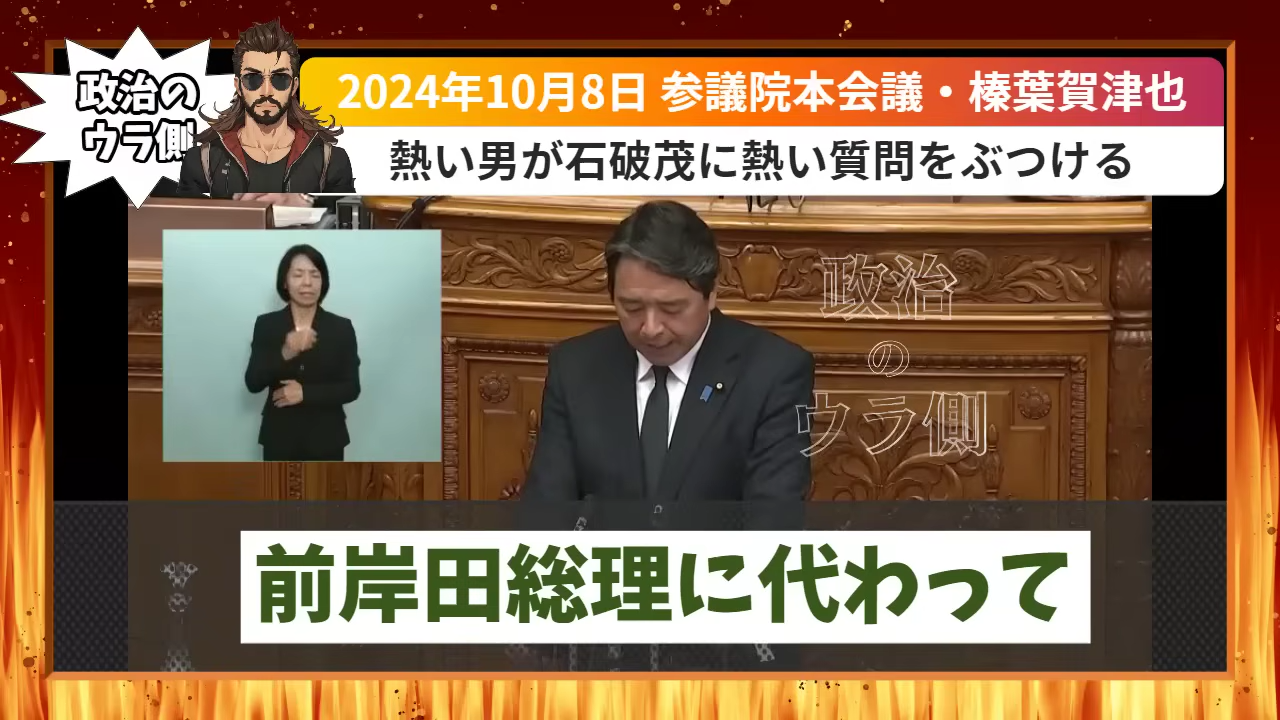 政治の
ウラ側
2024年10月8日 参議院本会議・榛葉賀津也
熱い男が石破茂に熱い質問をぶつける
政治
の
ウラ側
前岸田総理に代わって